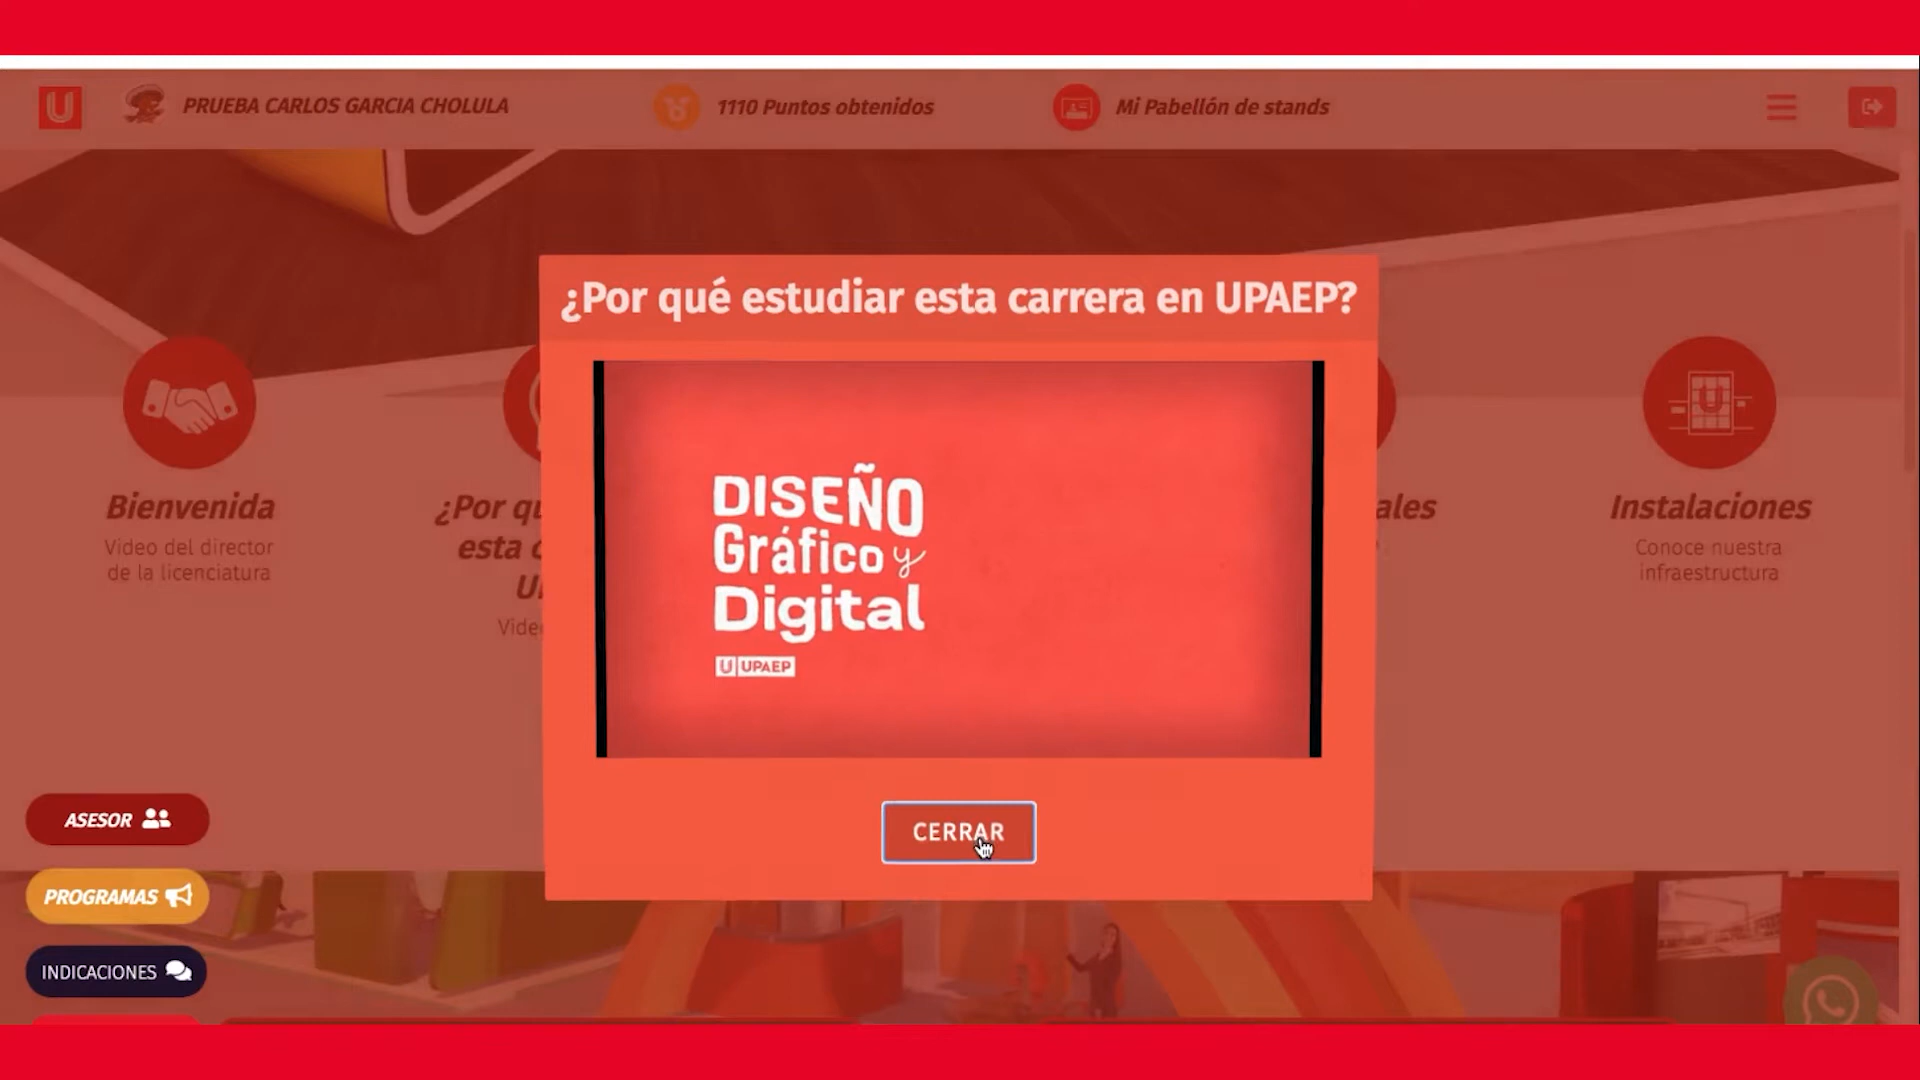 U
PRUEBA CARLOS GARCIA CHOLULA
1110 Puntos obtenidos
Mi Pabellón de stands
¿Por qué estudiar esta carrera en UPAEP?
DISEÑO
Gráfico y
Digital
U UPAEP
CERRAR
Bienvenida
Video del director
de la licenciatura
¿Por qu
esta c
U
Vide
ales
Instalaciones
Conoce nuestra
infraestructura
ASESOR
PROGRAMAS
INDICACIONES